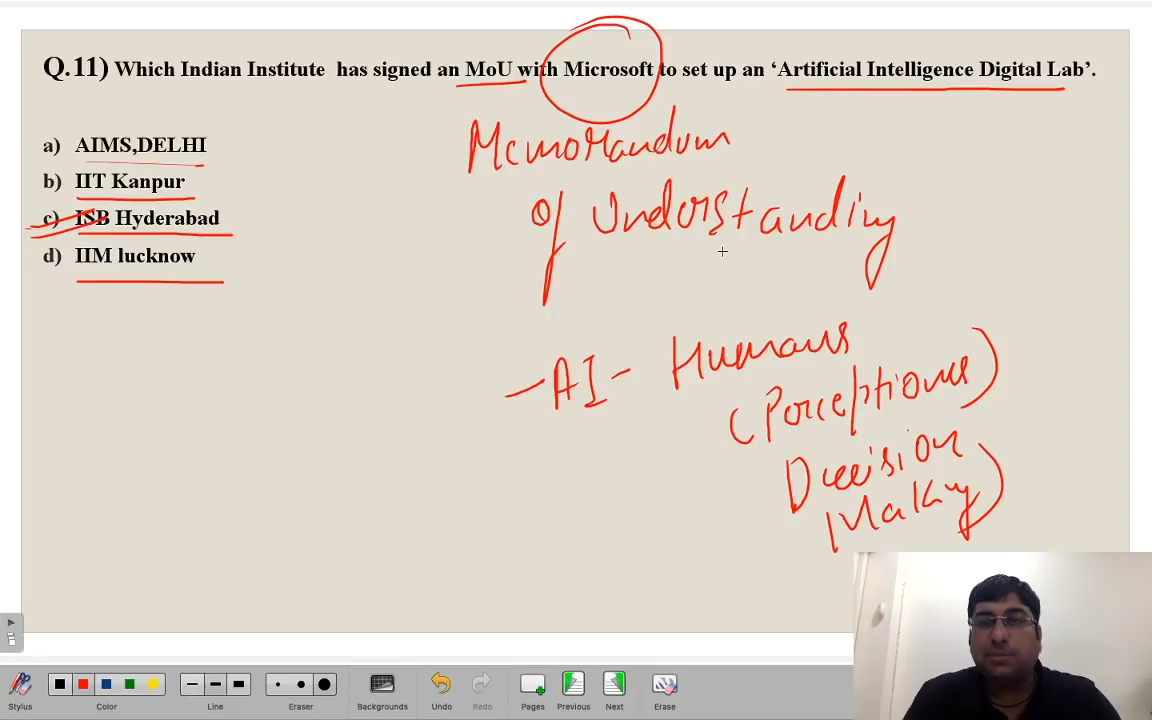 Q.11) Which Indian Institute has signed an MoU with Microsoft to set up an ‘Artificial Intelligence Digital Lab’.
a) AIMS,DELHI
b) IIT Kanpur
c) ISB Hyderabad
d) IIM lucknow
Memorandum
of Understanding
-AI- Humans
(Perceptions)
Decision
Making)
Stylus
Color
Line
Eraser
Backgrounds
Undo
Redo
Pages
Previous
Next
Erase